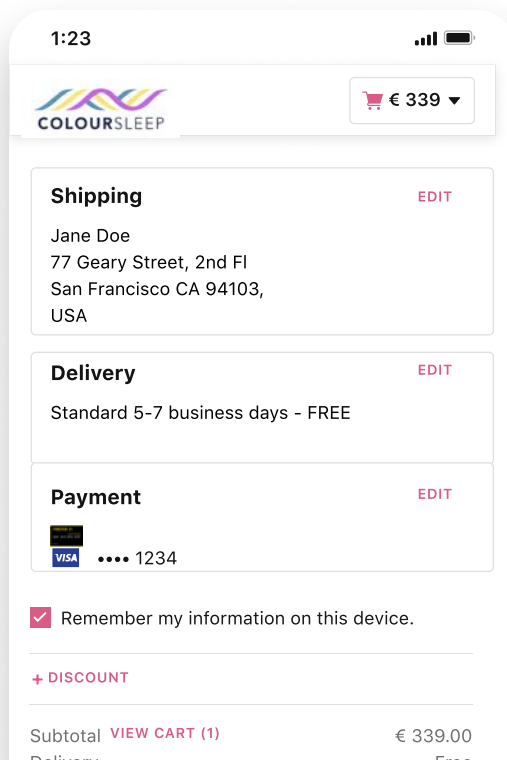 1:23
COLOURSLEEP
€ 339
Shipping
EDIT
Jane Doe
77 Geary Street, 2nd Fl
San Francisco CA 94103,
USA
Delivery
EDIT
Standard 5-7 business days - FREE
Payment
EDIT
VISA
•••• 1234
Remember my information on this device.
+ DISCOUNT
Subtotal VIEW CART (1) € 339.00
Delivery Free